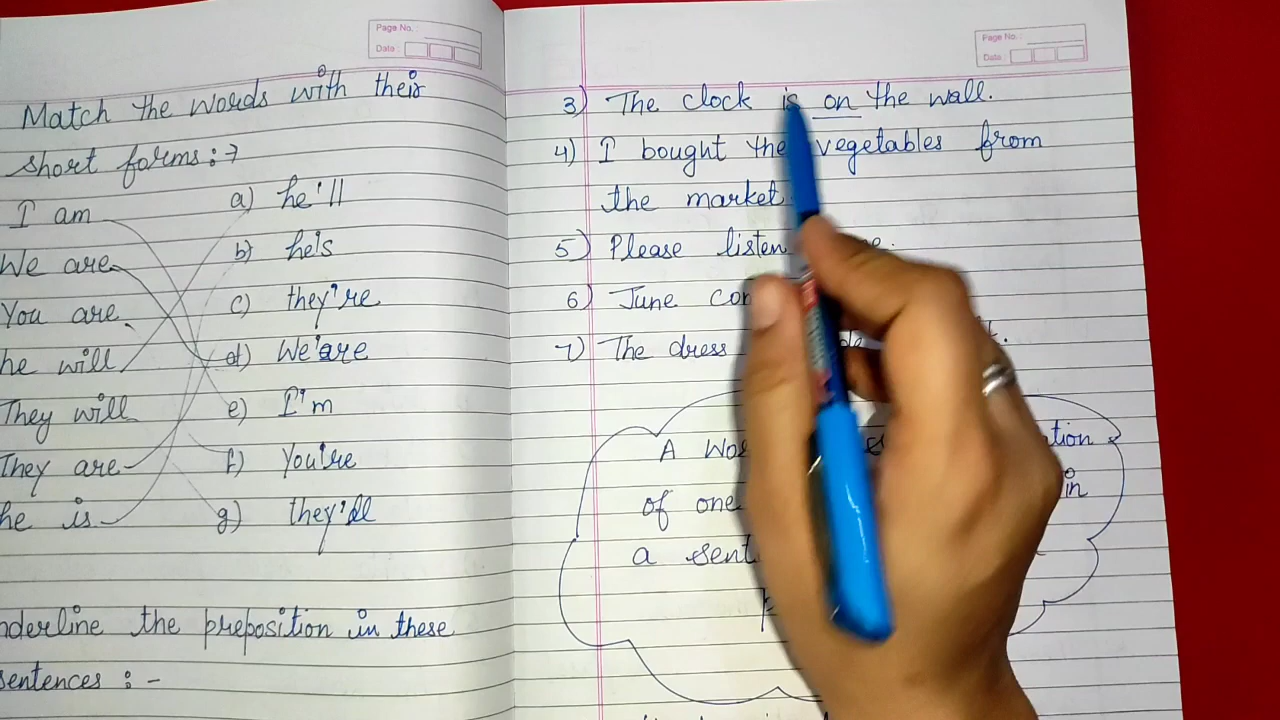 Page No. :
Date :
Match the words with their
short forms :→
I am
a) he'll
We are
b) he's
You are
c) they're
he will
d) We'are
They will
e) I'm
They are
f) You're
he is
g) they'll
nderline the preposition in these
sentences : -
Page No. :
Date :
3) The clock is on the wall.
4) I bought the vegetables from
the market
5) Please listen
6) June
7) The dress
A
tion
of one
in
a